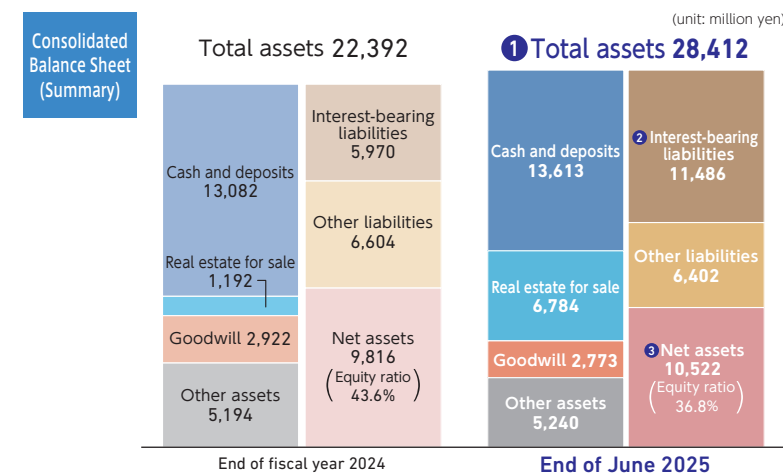 (unit: million yen)
Consolidated
Balance Sheet
(Summary)
Total assets 22,392
Cash and deposits
13,082
Real estate for sale
1,192
Goodwill 2,922
Other assets
5,194
Interest-bearing
liabilities
5,970
Other liabilities
6,604
Net assets
9,816
(Equity ratio
43.6%)
End of fiscal year 2024
1 Total assets 28,412
Cash and deposits
13,613
Real estate for sale
6,784
Goodwill 2,773
Other assets
5,240
2 Interest-bearing
liabilities
11,486
Other liabilities
6,402
3 Net assets
10,522
(Equity ratio
36.8%)
End of June 2025